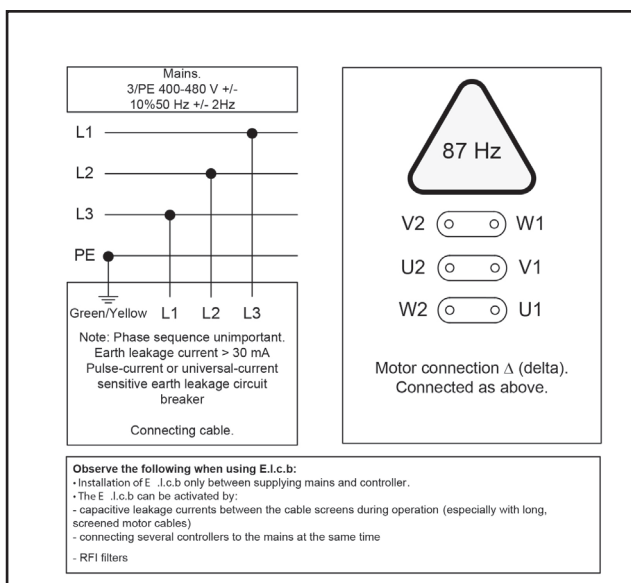 Mains.
3/PE 400-480 V +/-
10%50 Hz +/- 2Hz
L1
L2
L3
PE
Green/Yellow L1 L2 L3
Note: Phase sequence unimportant.
Earth leakage current > 30 mA
Pulse-current or universal-current
sensitive earth leakage circuit
breaker
Connecting cable.
87 Hz
V2 W1
U2 V1
W2 U1
Motor connection Δ (delta).
Connected as above.
Observe the following when using E.l.c.b:
• Installation of E .l.c.b only between supplying mains and controller.
• The E .l.c.b can be activated by:
- capacitive leakage currents between the cable screens during operation (especially with long,
screened motor cables)
- connecting several controllers to the mains at the same time
- RFI filters